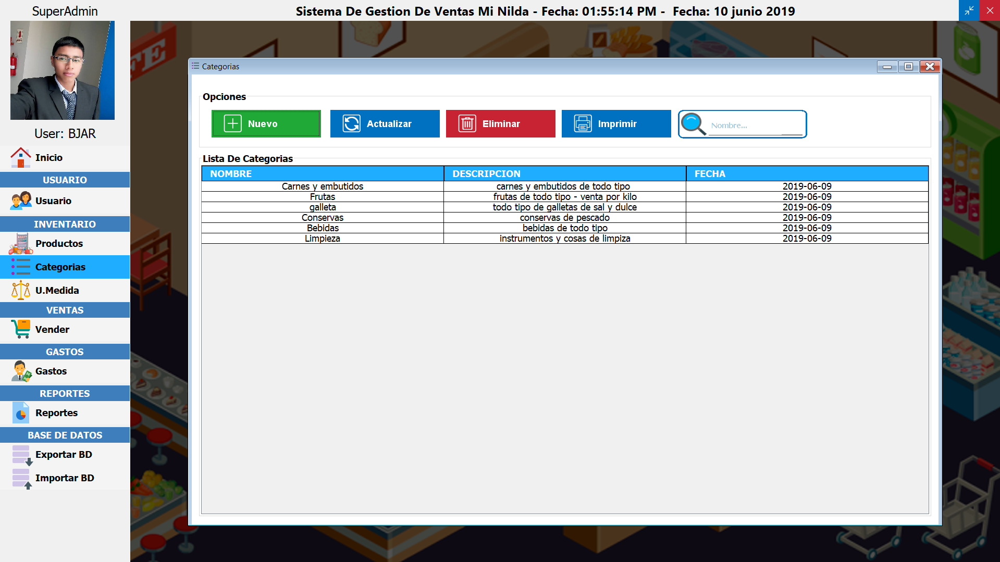 SuperAdmin
Sistema De Gestion De Ventas Mi Nilda - Fecha: 01:55:14 PM - Fecha: 10 junio 2019
User: BJAR
Inicio
USUARIO
Usuario
INVENTARIO
Productos
Categorias
U.Medida
VENTAS
Vender
GASTOS
Gastos
REPORTES
Reportes
BASE DE DATOS
Exportar BD
Importar BD
FE
Categorias
Opciones
Nuevo Actualizar Eliminar Imprimir Nombre...
Lista De Categorias
NOMBRE DESCRIPCION FECHA
Carnes y embutidos carnes y embutidos de todo tipo 2019-06-09
Frutas frutas de todo tipo - venta por kilo 2019-06-09
galleta todo tipo de galletas de sal y dulce 2019-06-09
Conservas conservas de pescado 2019-06-09
Bebidas bebidas de todo tipo 2019-06-09
Limpieza instrumentos y cosas de limpiza 2019-06-09